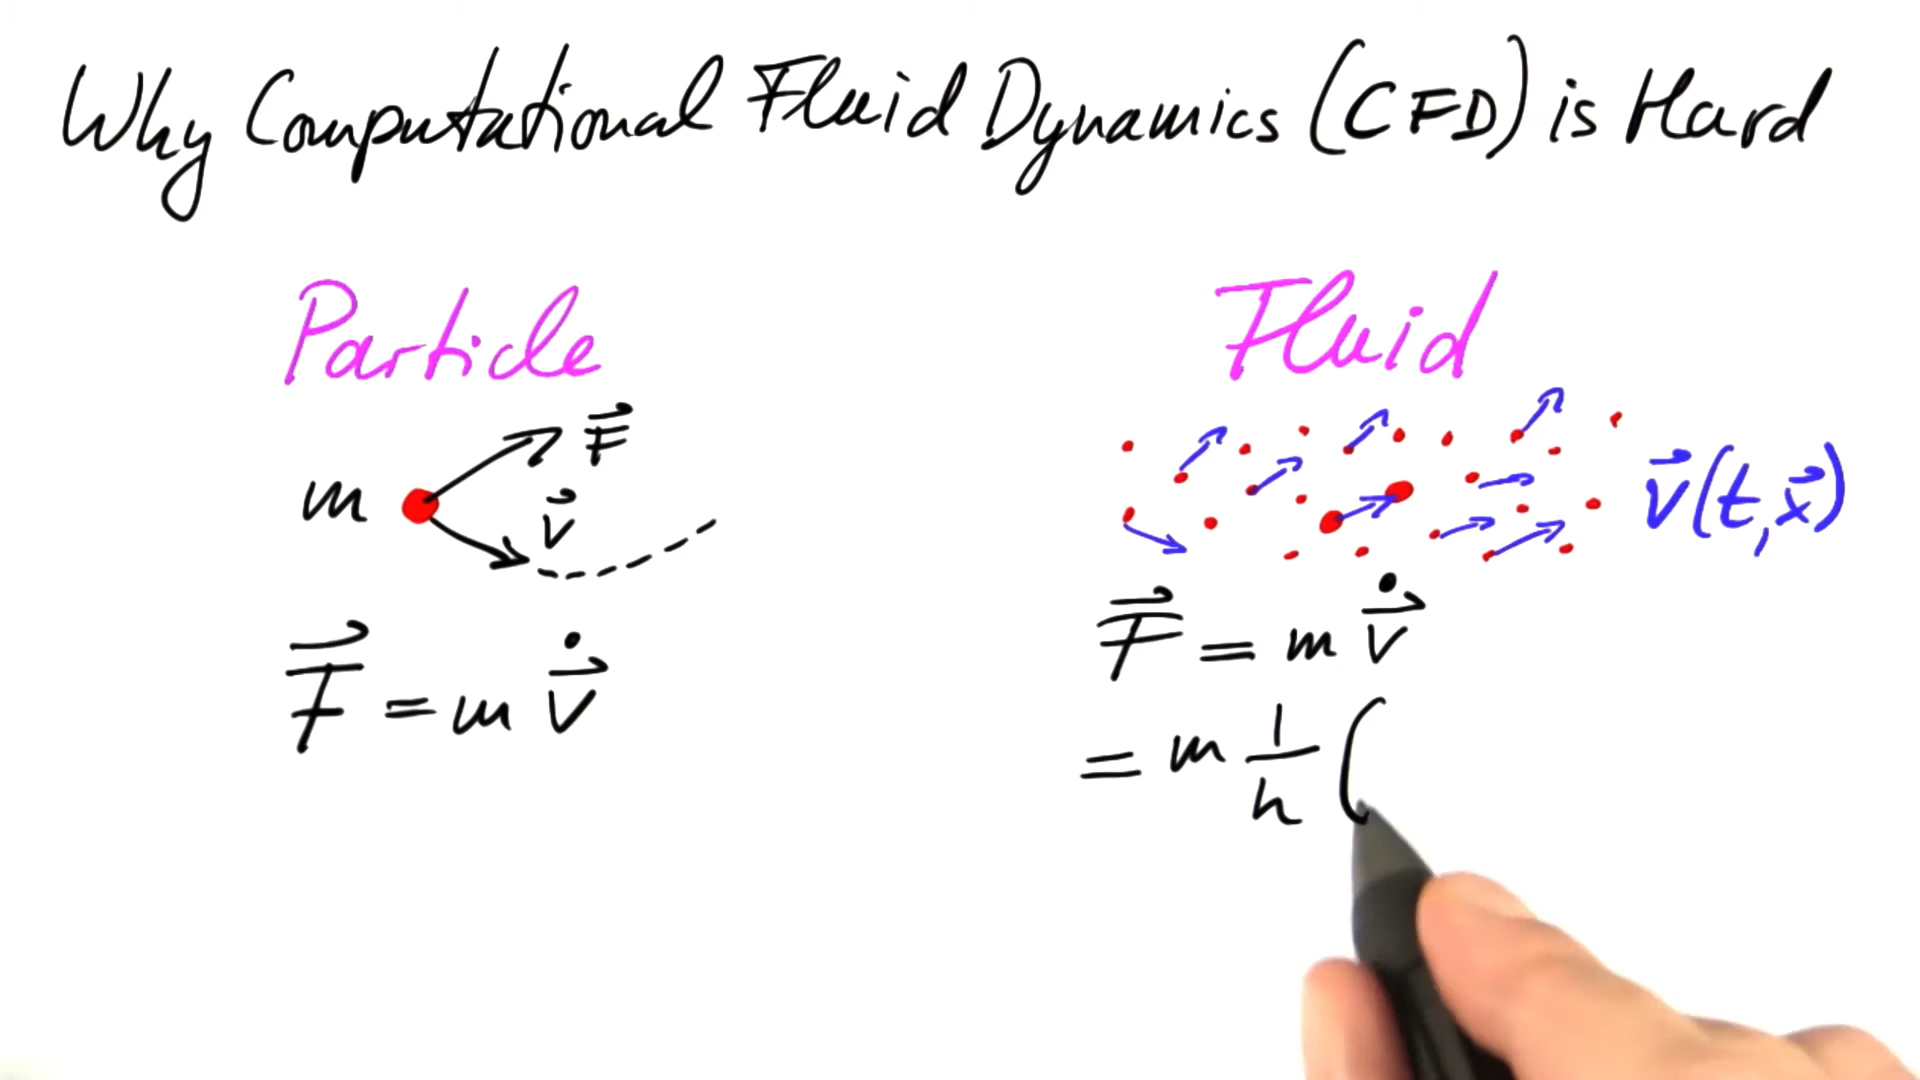 Why Computational Fluid Dynamics (CFD) is Hard
Particle
F⃗
m
v⃗
F⃗ = m v⃗̇
Fluid
v⃗(t, x⃗)
F⃗ = m v⃗̇
= m 1/h (